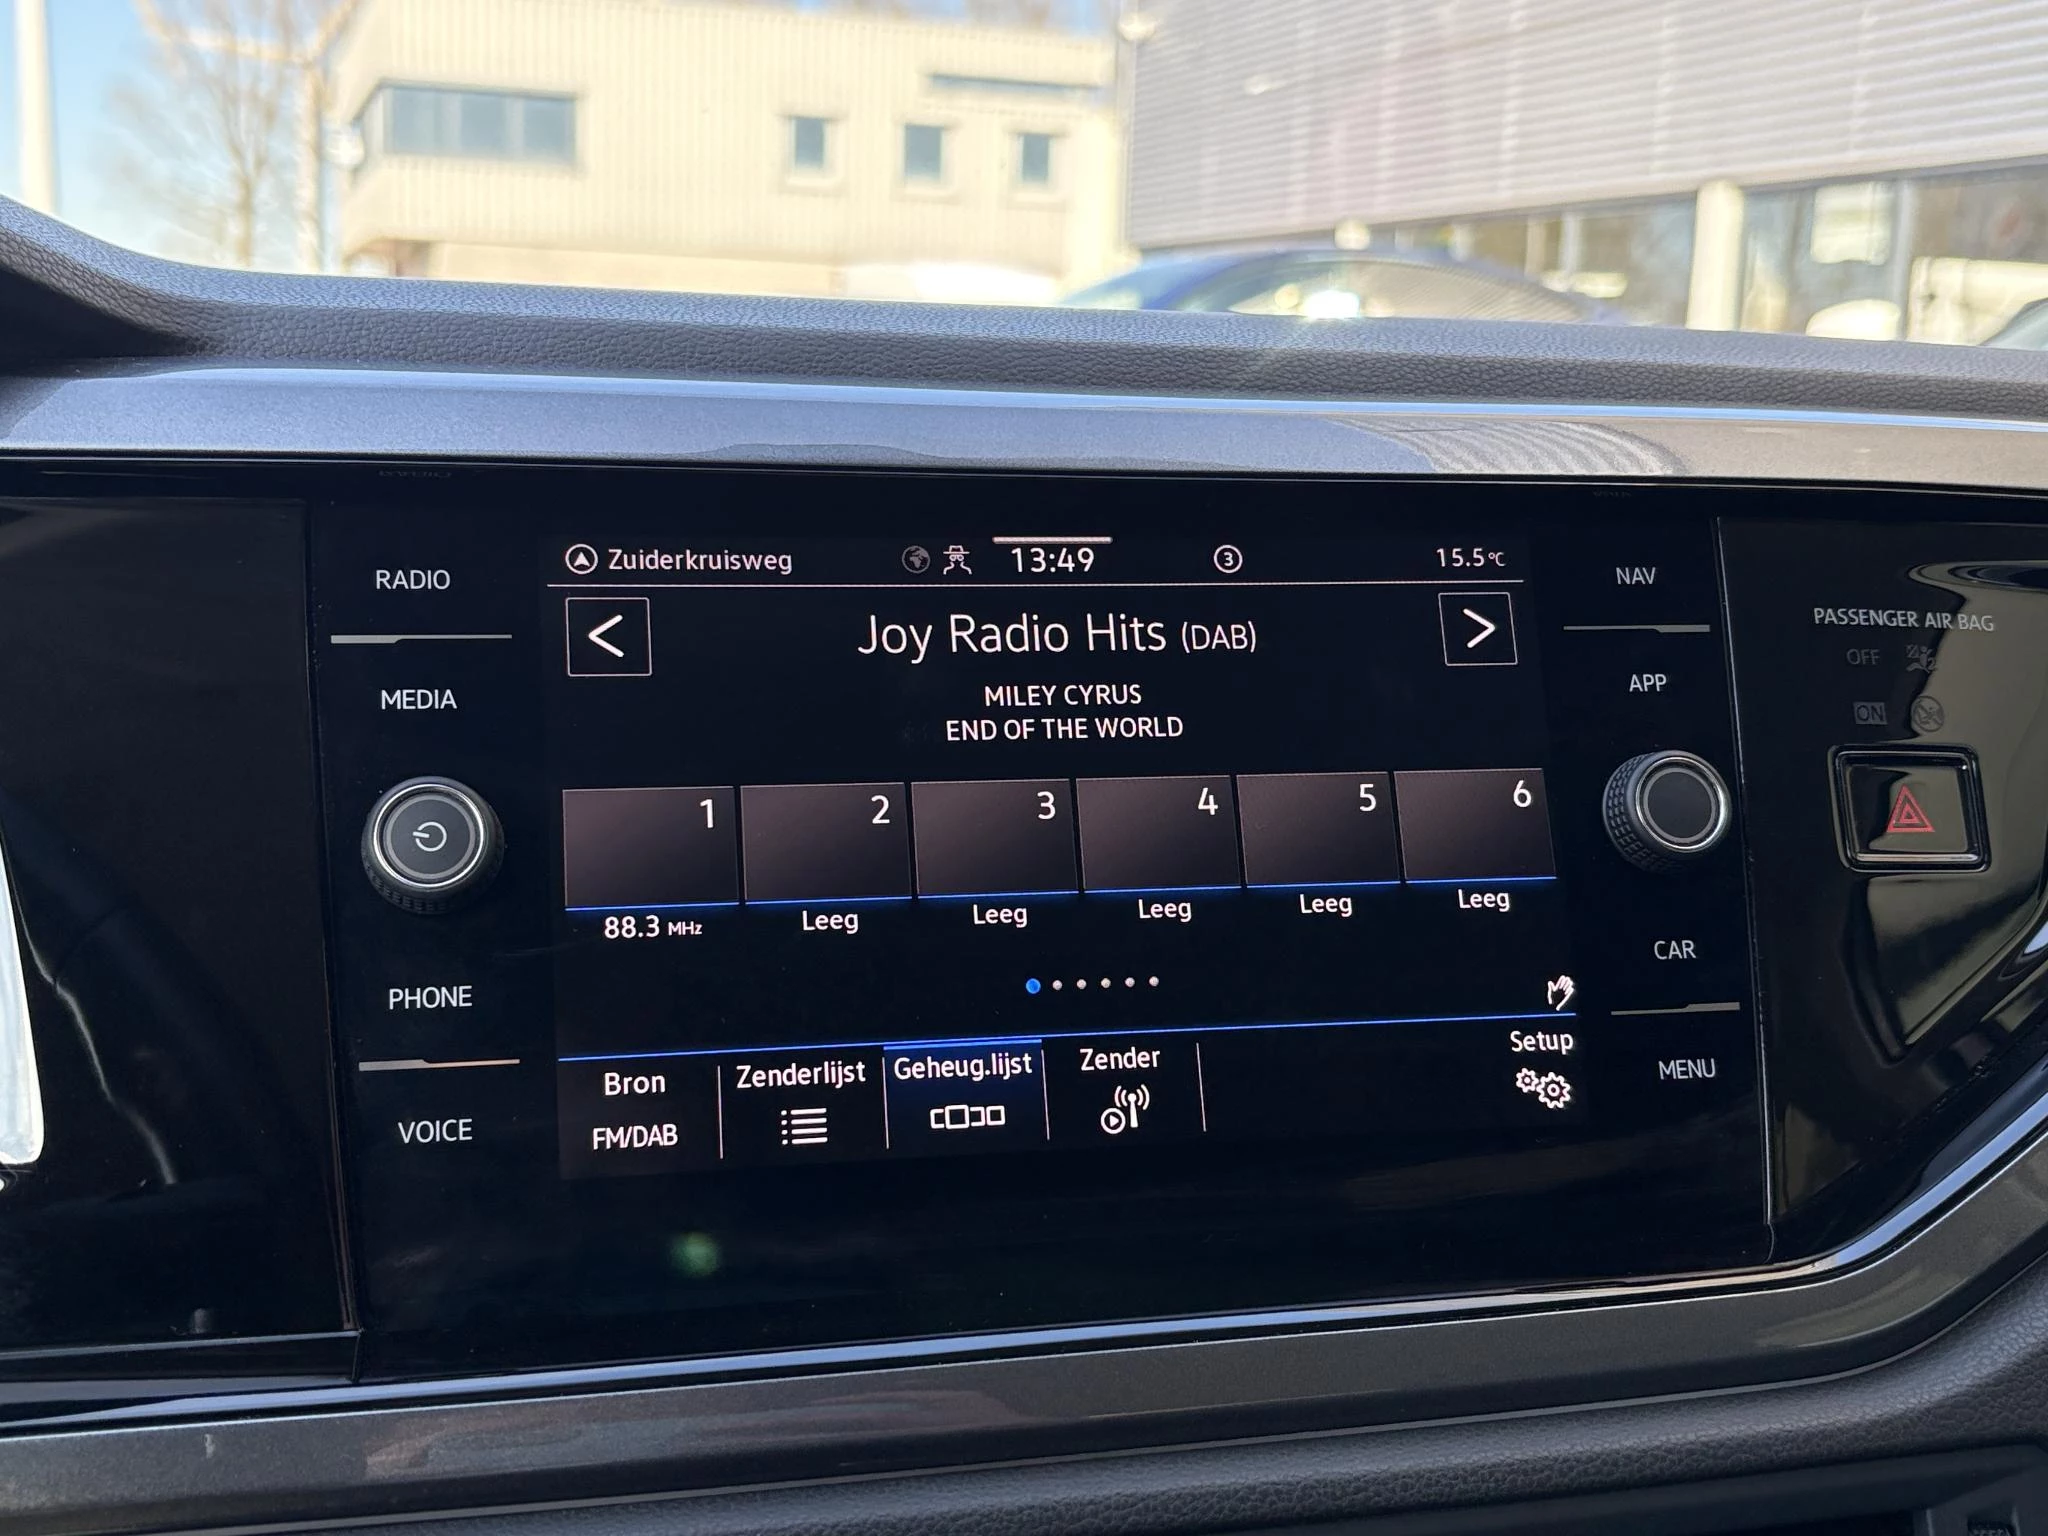 RADIO
MEDIA
PHONE
VOICE
Zuiderkruisweg 13:49 3 15.5°C
< Joy Radio Hits (DAB) >
MILEY CYRUS
END OF THE WORLD
1 2 3 4 5 6
88.3 MHz Leeg Leeg Leeg Leeg Leeg
Bron Zenderlijst Geheug.lijst Zender Setup
FM/DAB
NAV
APP
CAR
MENU
PASSENGER AIR BAG
OFF
ON